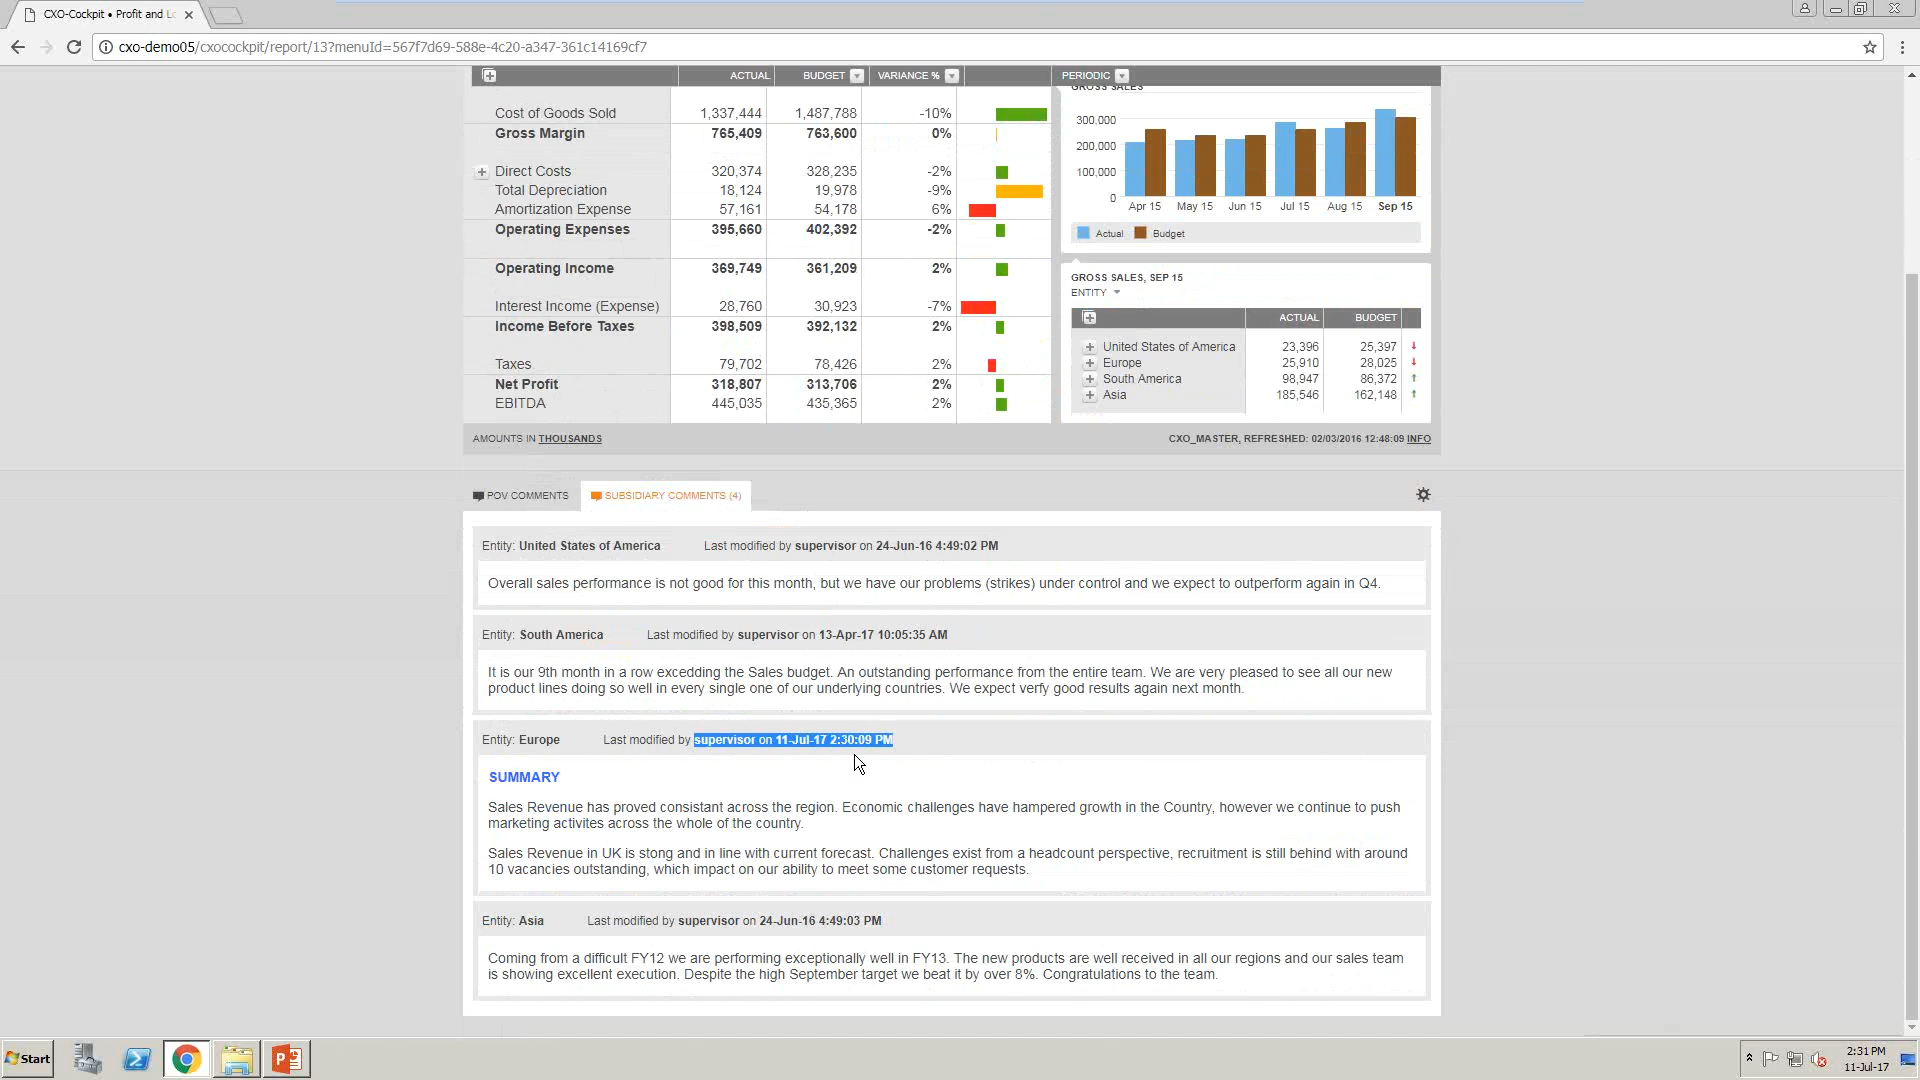 CXO-Cockpit • Profit and Lo
cxo-demo05/cxocockpit/report/13?menuId=567f7d69-588e-4c20-a347-361c14169cf7
ACTUAL BUDGET VARIANCE % PERIODIC
Cost of Goods Sold 1,337,444 1,487,788 -10%
Gross Margin 765,409 763,600 0%
Direct Costs 320,374 328,235 -2%
Total Depreciation 18,124 19,978 -9%
Amortization Expense 57,161 54,178 6%
Operating Expenses 395,660 402,392 -2%
Operating Income 369,749 361,209 2%
Interest Income (Expense) 28,760 30,923 -7%
Income Before Taxes 398,509 392,132 2%
Taxes 79,702 78,426 2%
Net Profit 318,807 313,706 2%
EBITDA 445,035 435,365 2%
GROSS SALES
300,000
200,000
100,000
0
Apr 15 May 15 Jun 15 Jul 15 Aug 15 Sep 15
Actual Budget
GROSS SALES, SEP 15
ENTITY
ACTUAL BUDGET
United States of America 23,396 25,397
Europe 25,910 28,025
South America 98,947 86,372
Asia 185,546 162,148
AMOUNTS IN THOUSANDS
CXO_MASTER, REFRESHED: 02/03/2016 12:48:09 INFO
POV COMMENTS SUBSIDIARY COMMENTS (4)
Entity: United States of America Last modified by supervisor on 24-Jun-16 4:49:02 PM
Overall sales performance is not good for this month, but we have our problems (strikes) under control and we expect to outperform again in Q4.
Entity: South America Last modified by supervisor on 13-Apr-17 10:05:35 AM
It is our 9th month in a row excedding the Sales budget. An outstanding performance from the entire team. We are very pleased to see all our new
product lines doing so well in every single one of our underlying countries. We expect verfy good results again next month.
Entity: Europe Last modified by supervisor on 11-Jul-17 2:30:09 PM
SUMMARY
Sales Revenue has proved consistant across the region. Economic challenges have hampered growth in the Country, however we continue to push
marketing activites across the whole of the country.
Sales Revenue in UK is stong and in line with current forecast. Challenges exist from a headcount perspective, recruitment is still behind with around
10 vacancies outstanding, which impact on our ability to meet some customer requests.
Entity: Asia Last modified by supervisor on 24-Jun-16 4:49:03 PM
Coming from a difficult FY12 we are performing exceptionally well in FY13. The new products are well received in all our regions and our sales team
is showing excellent execution. Despite the high September target we beat it by over 8%. Congratulations to the team.
Start
2:31 PM
11-Jul-17